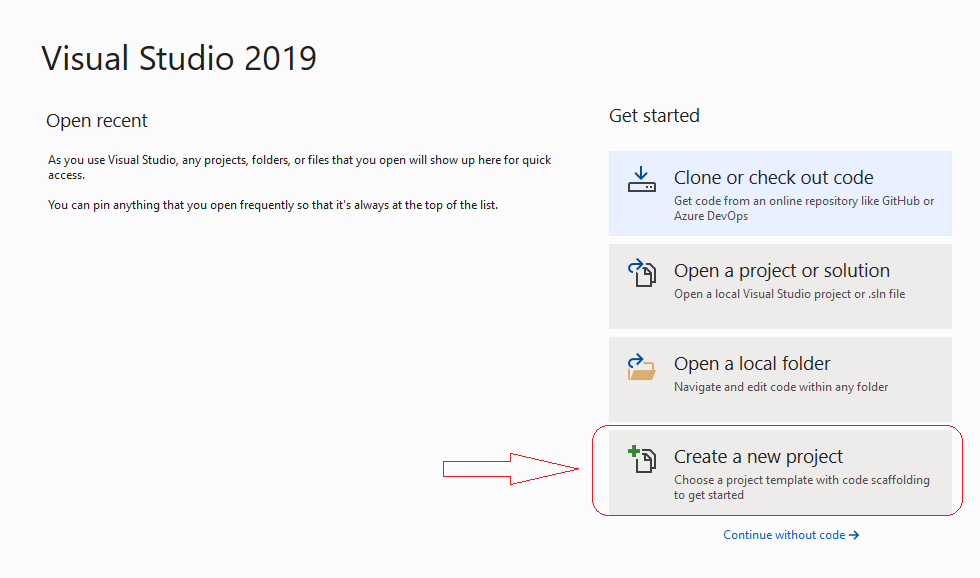 Visual Studio 2019
Open recent
As you use Visual Studio, any projects, folders, or files that you open will show up here for quick
access.
You can pin anything that you open frequently so that it's always at the top of the list.
Get started
Clone or check out code
Get code from an online repository like GitHub or
Azure DevOps
Open a project or solution
Open a local Visual Studio project or .sln file
Open a local folder
Navigate and edit code within any folder
Create a new project
Choose a project template with code scaffolding
to get started
Continue without code →